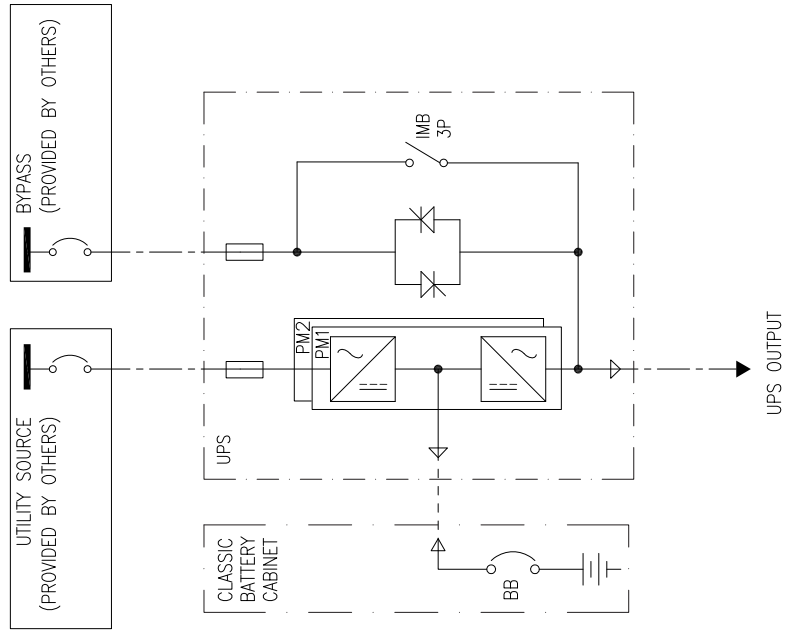 UTILITY SOURCE
(PROVIDED BY OTHERS)
BYPASS
(PROVIDED BY OTHERS)
UPS
PM2
PM1
IMB
3P
CLASSIC
BATTERY
CABINET
BB
UPS OUTPUT